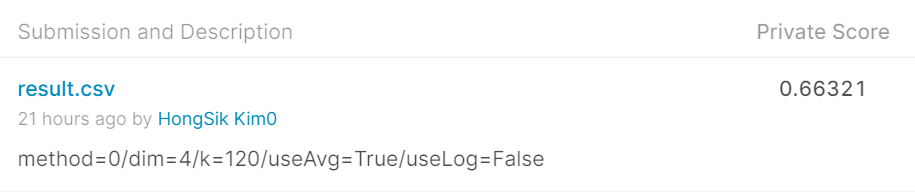 Submission and Description Private Score
result.csv 0.66321
21 hours ago by HongSik Kim0
method=0/dim=4/k=120/useAvg=True/useLog=False